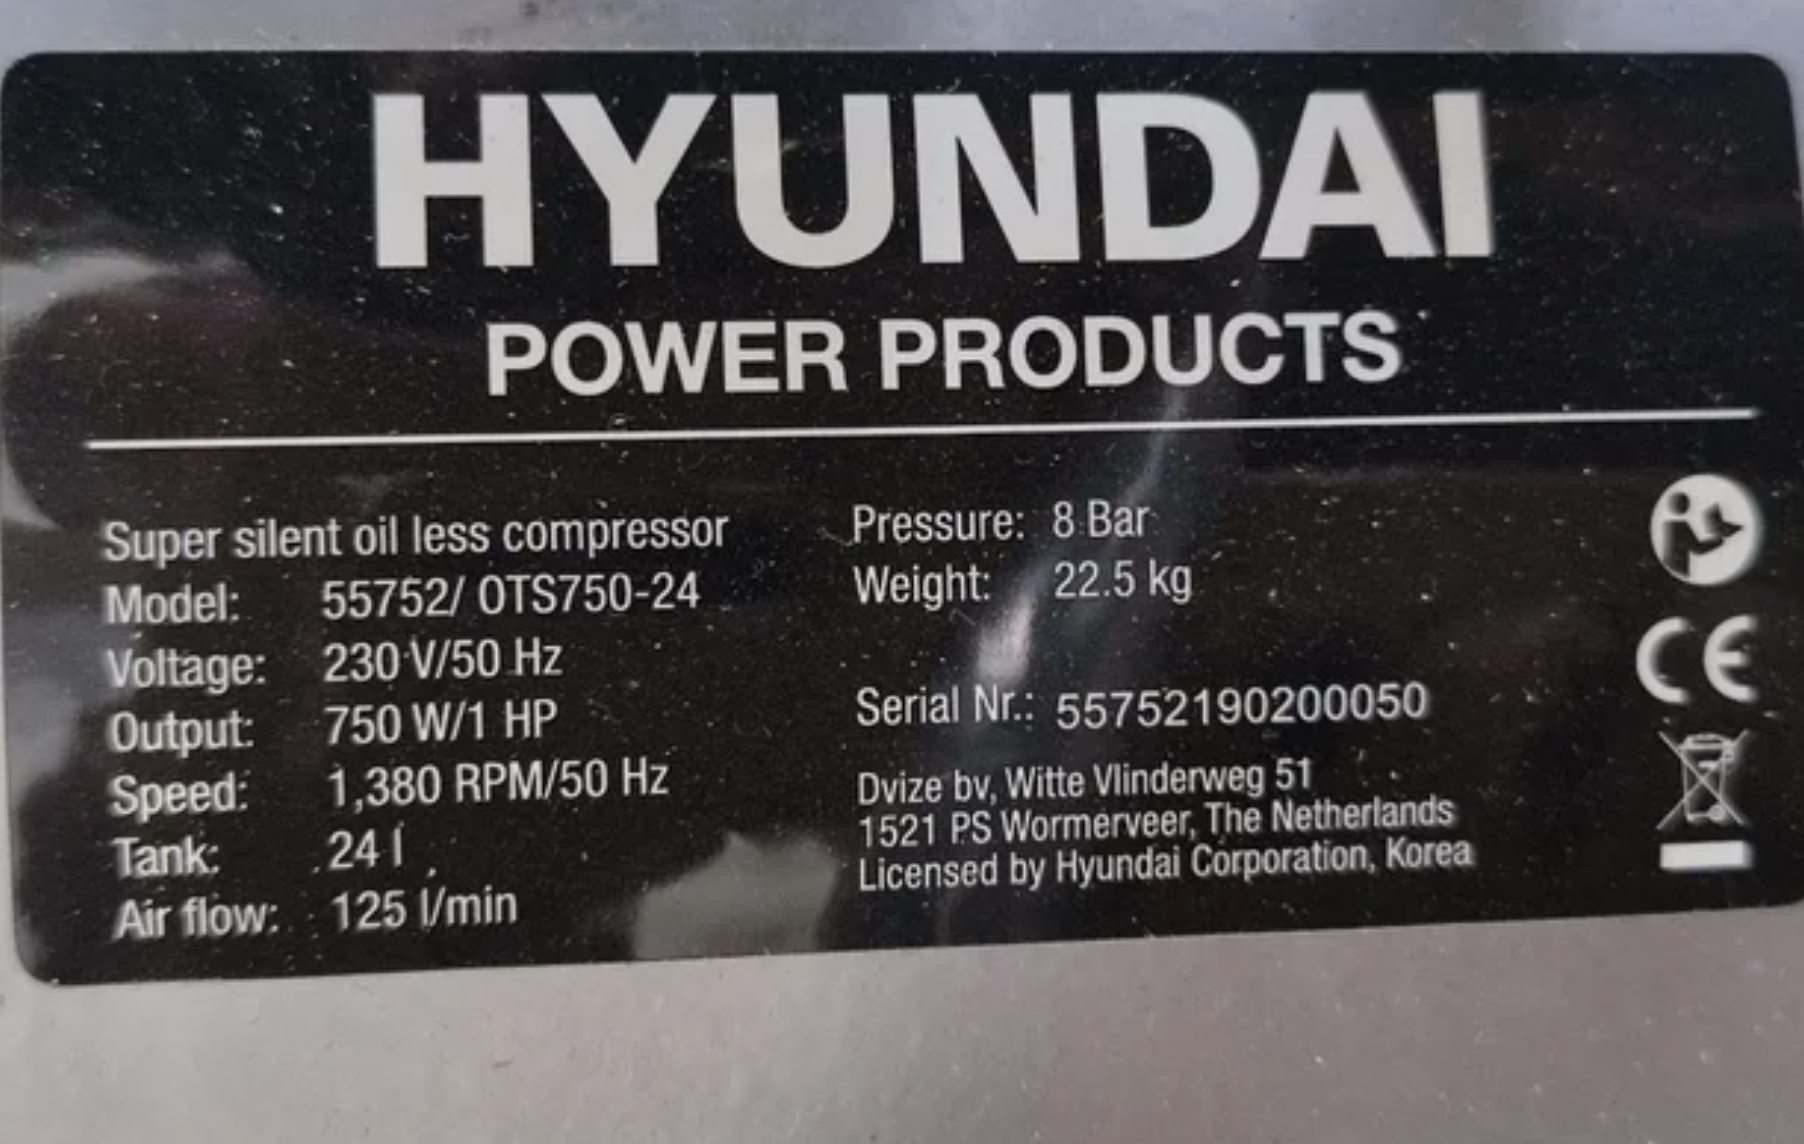 HYUNDAI
POWER PRODUCTS
Super silent oil less compressor
Model: 55752/ OTS750-24
Voltage: 230 V/50 Hz
Output: 750 W/1 HP
Speed: 1,380 RPM/50 Hz
Tank: 24 l
Air flow: 125 l/min
Pressure: 8 Bar
Weight: 22.5 kg
Serial Nr.: 55752190200050
Dvize bv, Witte Vlinderweg 51
1521 PS Wormerveer, The Netherlands
Licensed by Hyundai Corporation, Korea
CE